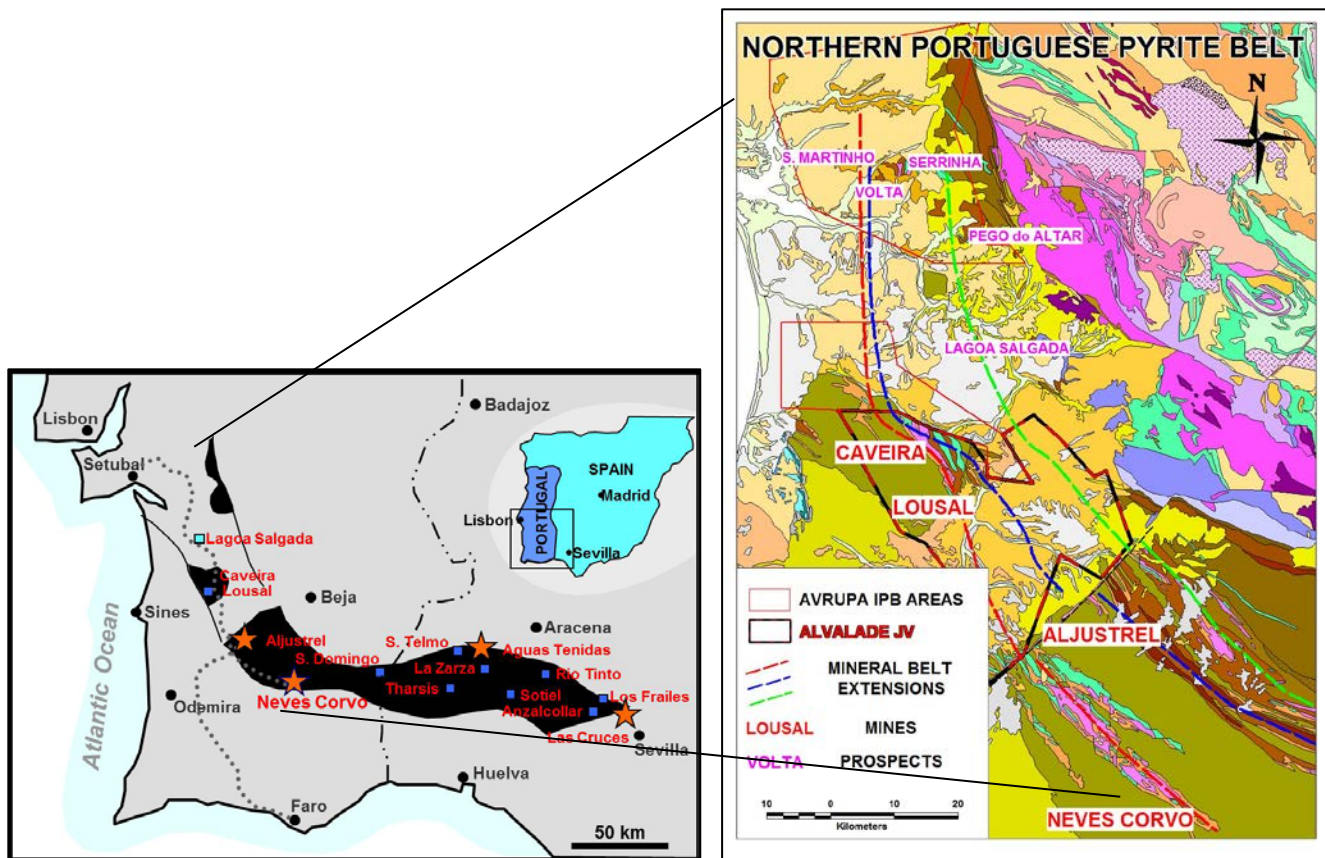 Lisbon
Setubal
Badajoz
SPAIN
Madrid
PORTUGAL
Lisbon
Sevilla
Lagoa Salgada
Caveira
Lousal
Sines
Beja
Aracena
Aljustrel
S. Telmo
Aguas Tenidas
S. Domingo
La Zarza
Rio Tinto
Tharsis
Sotiel
Los Frailes
Neves Corvo
Anzalcollar
Odemira
Las Cruces
Sevilla
Huelva
Faro
Atlantic Ocean
50 km
NORTHERN PORTUGUESE PYRITE BELT
N
S. MARTINHO
SERRINHA
VOLTA
PEGO do ALTAR
LAGOA SALGADA
CAVEIRA
LOUSAL
ALJUSTREL
NEVES CORVO
AVRUPA IPB AREAS
ALVALADE JV
MINERAL BELT
EXTENSIONS
LOUSAL MINES
VOLTA PROSPECTS
10 0 10 20
Kilometers